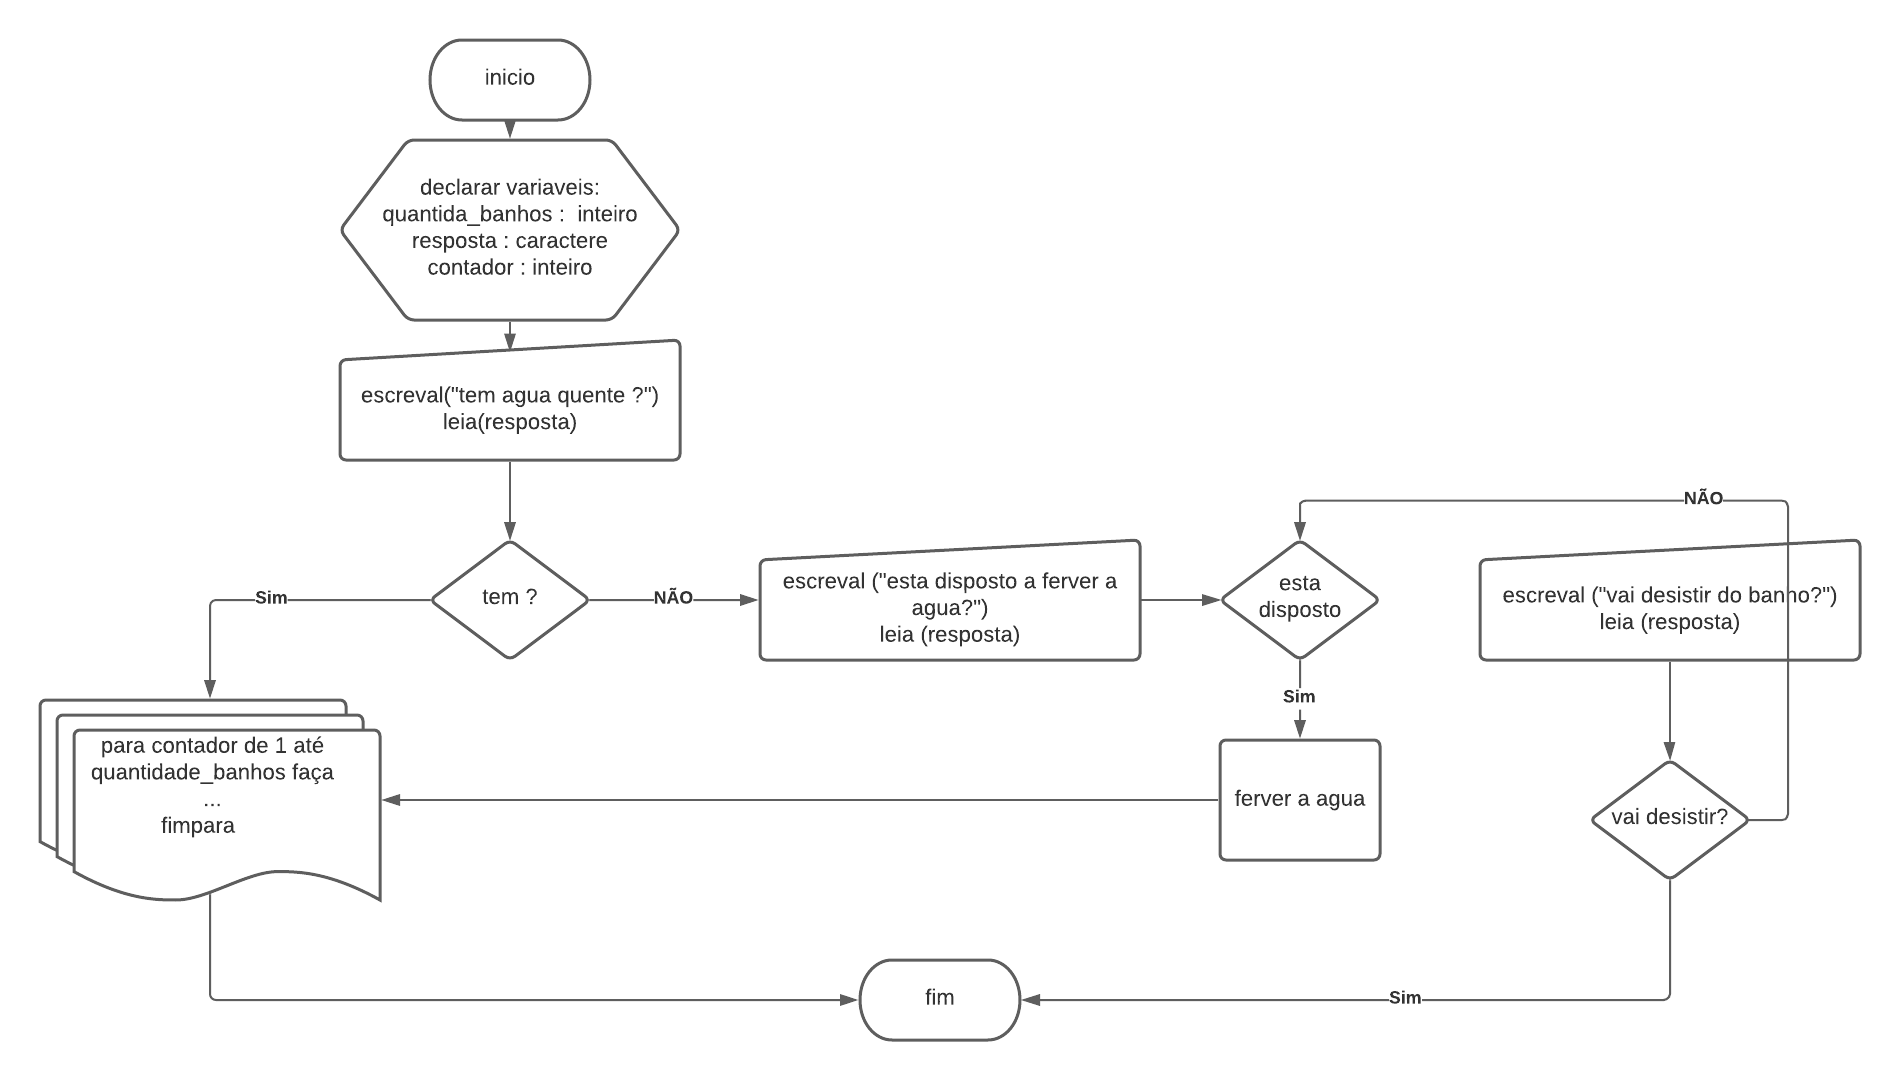 inicio
declarar variaveis:
quantida_banhos :  inteiro
resposta : caractere
contador : inteiro
escreval("tem agua quente ?")
leia(resposta)
tem ?
Sim
NÃO
escreval ("esta disposto a ferver a
agua?")
leia (resposta)
esta
disposto
NÃO
escreval ("vai desistir do banho?")
leia (resposta)
Sim
para contador de 1 até
quantidade_banhos faça
...
fimpara
ferver a agua
vai desistir?
fim
Sim